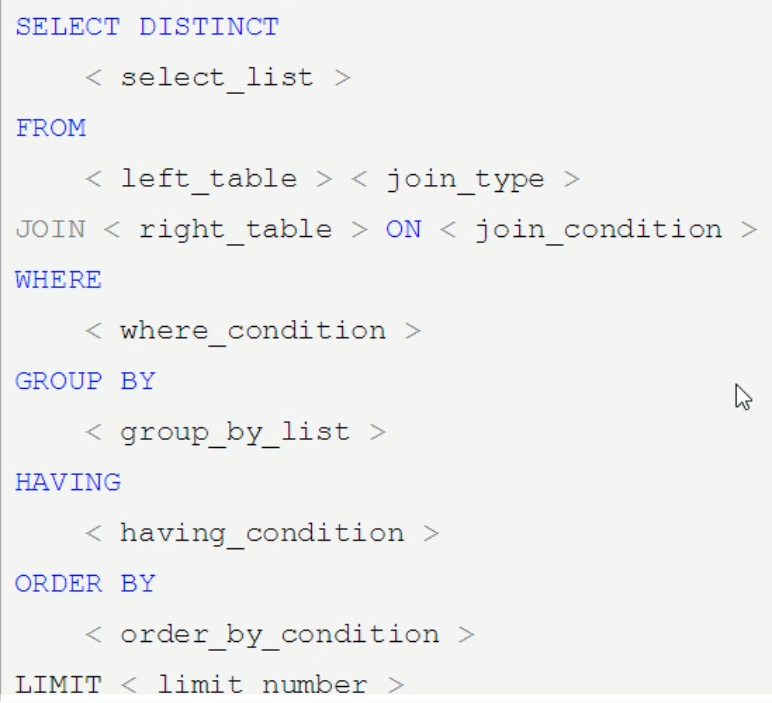 SELECT DISTINCT
< select_list >
FROM
< left_table > < join_type >
JOIN < right_table > ON < join_condition >
WHERE
< where_condition >
GROUP BY
< group_by_list >
HAVING
< having_condition >
ORDER BY
< order_by_condition >
LIMIT < limit_number >